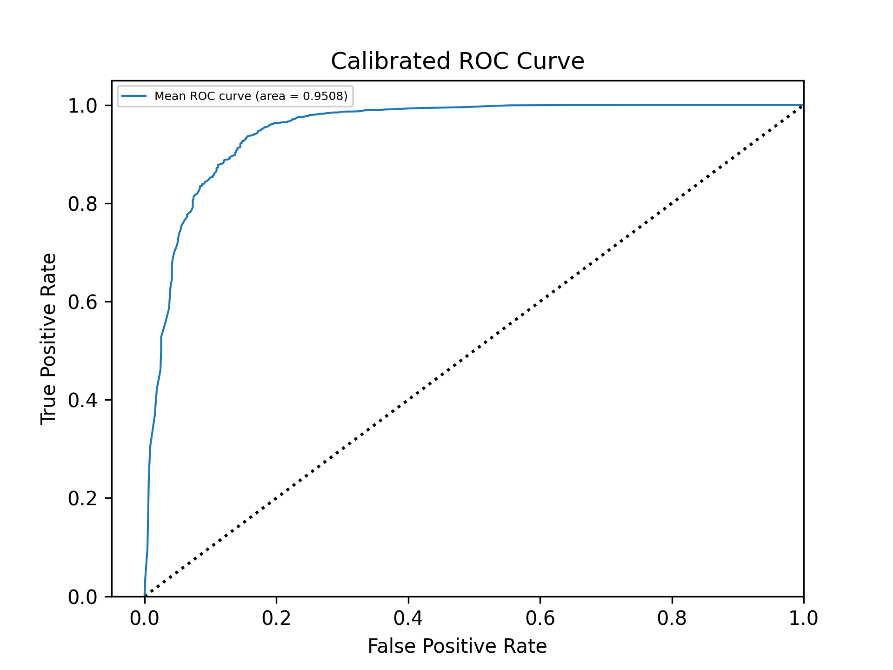 Calibrated ROC Curve
Mean ROC curve (area = 0.9508)
True Positive Rate
1.0
0.8
0.6
0.4
0.2
0.0
0.0 0.2 0.4 0.6 0.8 1.0
False Positive Rate